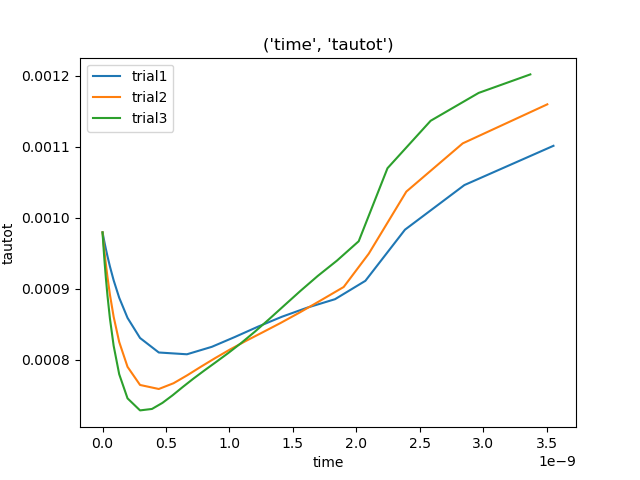 ('time', 'tautot')
trial1
trial2
trial3
tautot
0.0012
0.0011
0.0010
0.0009
0.0008
0.0 0.5 1.0 1.5 2.0 2.5 3.0 3.5
1e−9
time